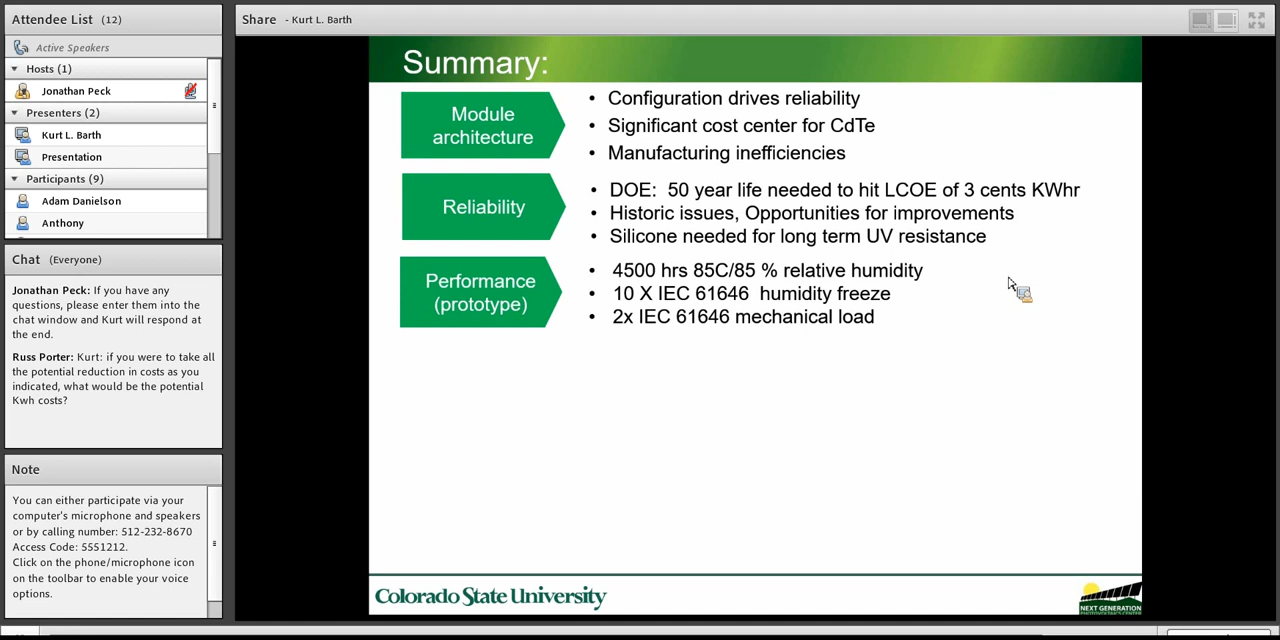 Attendee List (12)
Active Speakers
Hosts (1)
Jonathan Peck
Presenters (2)
Kurt L. Barth
Presentation
Participants (9)
Adam Danielson
Anthony
Chat (Everyone)
Jonathan Peck: If you have any
questions, please enter them into the
chat window and Kurt will respond at
the end.
Russ Porter: Kurt: if you were to take all
the potential reduction in costs as you
indicated, what would be the potential
Kwh costs?
Note
You can either participate via your
computer's microphone and speakers
or by calling number: 512-232-8670
Access Code: 5551212.
Click on the phone/microphone icon
on the toolbar to enable your voice
options.
Share - Kurt L. Barth
Summary:
Module
architecture
• Configuration drives reliability
• Significant cost center for CdTe
• Manufacturing inefficiencies
Reliability
• DOE: 50 year life needed to hit LCOE of 3 cents KWhr
• Historic issues, Opportunities for improvements
• Silicone needed for long term UV resistance
Performance
(prototype)
• 4500 hrs 85C/85 % relative humidity
• 10 X IEC 61646 humidity freeze
• 2x IEC 61646 mechanical load
Colorado State University
NEXT GENERATION